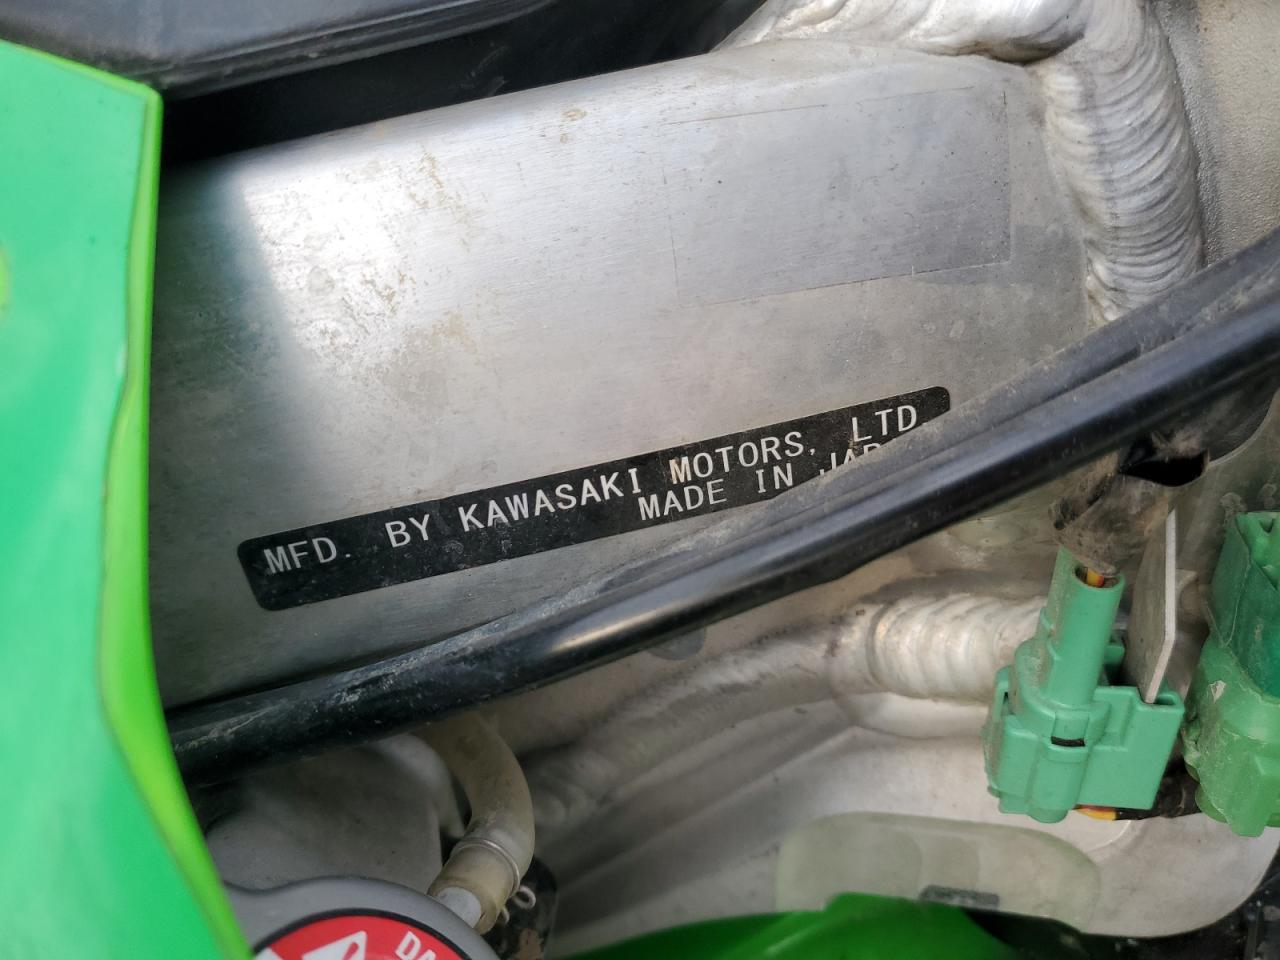 MFD. BY KAWASAKI MOTORS, LTD
MADE IN